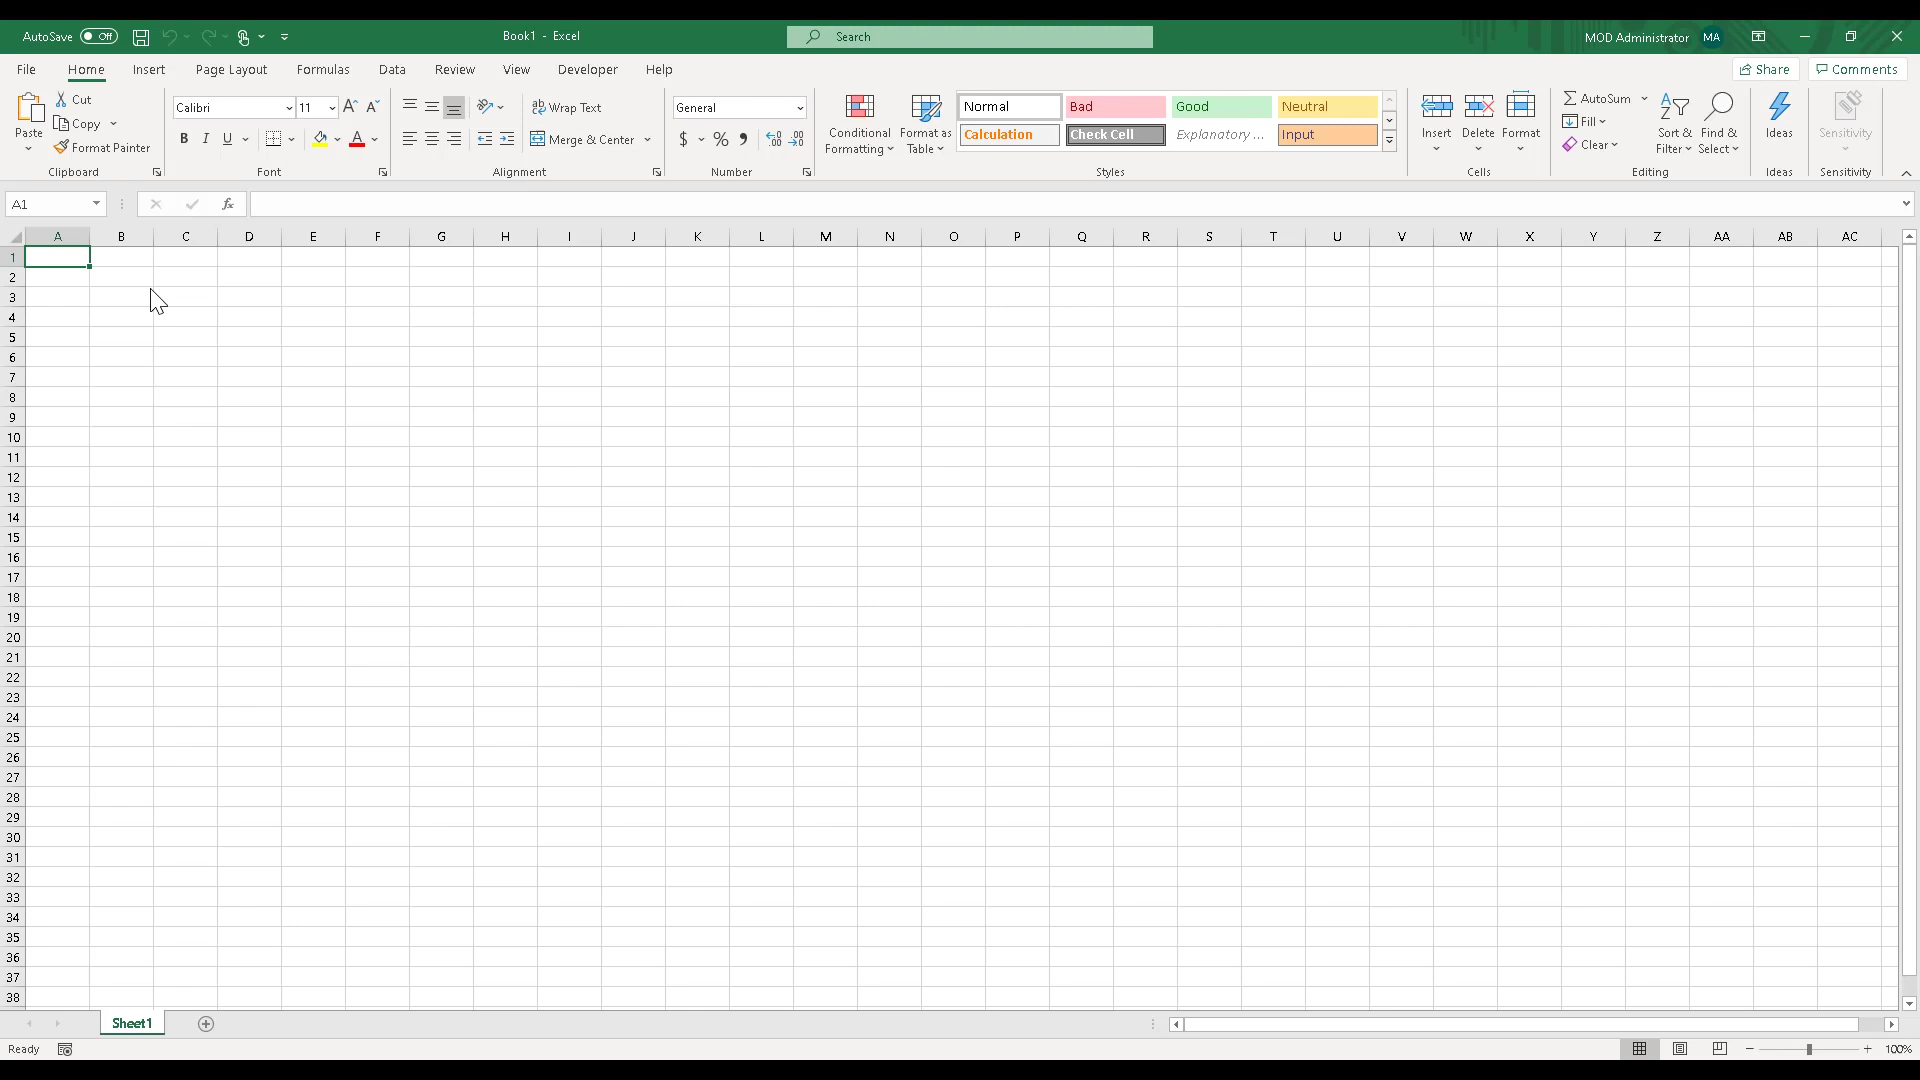 AutoSave Off Book1 - Excel Search MOD Administrator MA
File Home Insert Page Layout Formulas Data Review View Developer Help Share Comments
Paste
Cut
Copy
Format Painter
Clipboard
Calibri 11
B I U A
Font
ab Wrap Text
Merge & Center
Alignment
General
$ % 9 .00
Number
Conditional Formatting
Format as Table
Normal Bad Good Neutral
Calculation Check Cell Explanatory ... Input
Styles
Insert Delete Format
Cells
AutoSum
Fill
Clear
Sort & Filter
Find & Select
Editing
Ideas
Ideas
Sensitivity
Sensitivity
A1 fx
A B C D E F G H I J K L M N O P Q R S T U V W X Y Z AA AB AC
1
2
3
4
5
6
7
8
9
10
11
12
13
14
15
16
17
18
19
20
21
22
23
24
25
26
27
28
29
30
31
32
33
34
35
36
37
38
Sheet1
Ready 100%